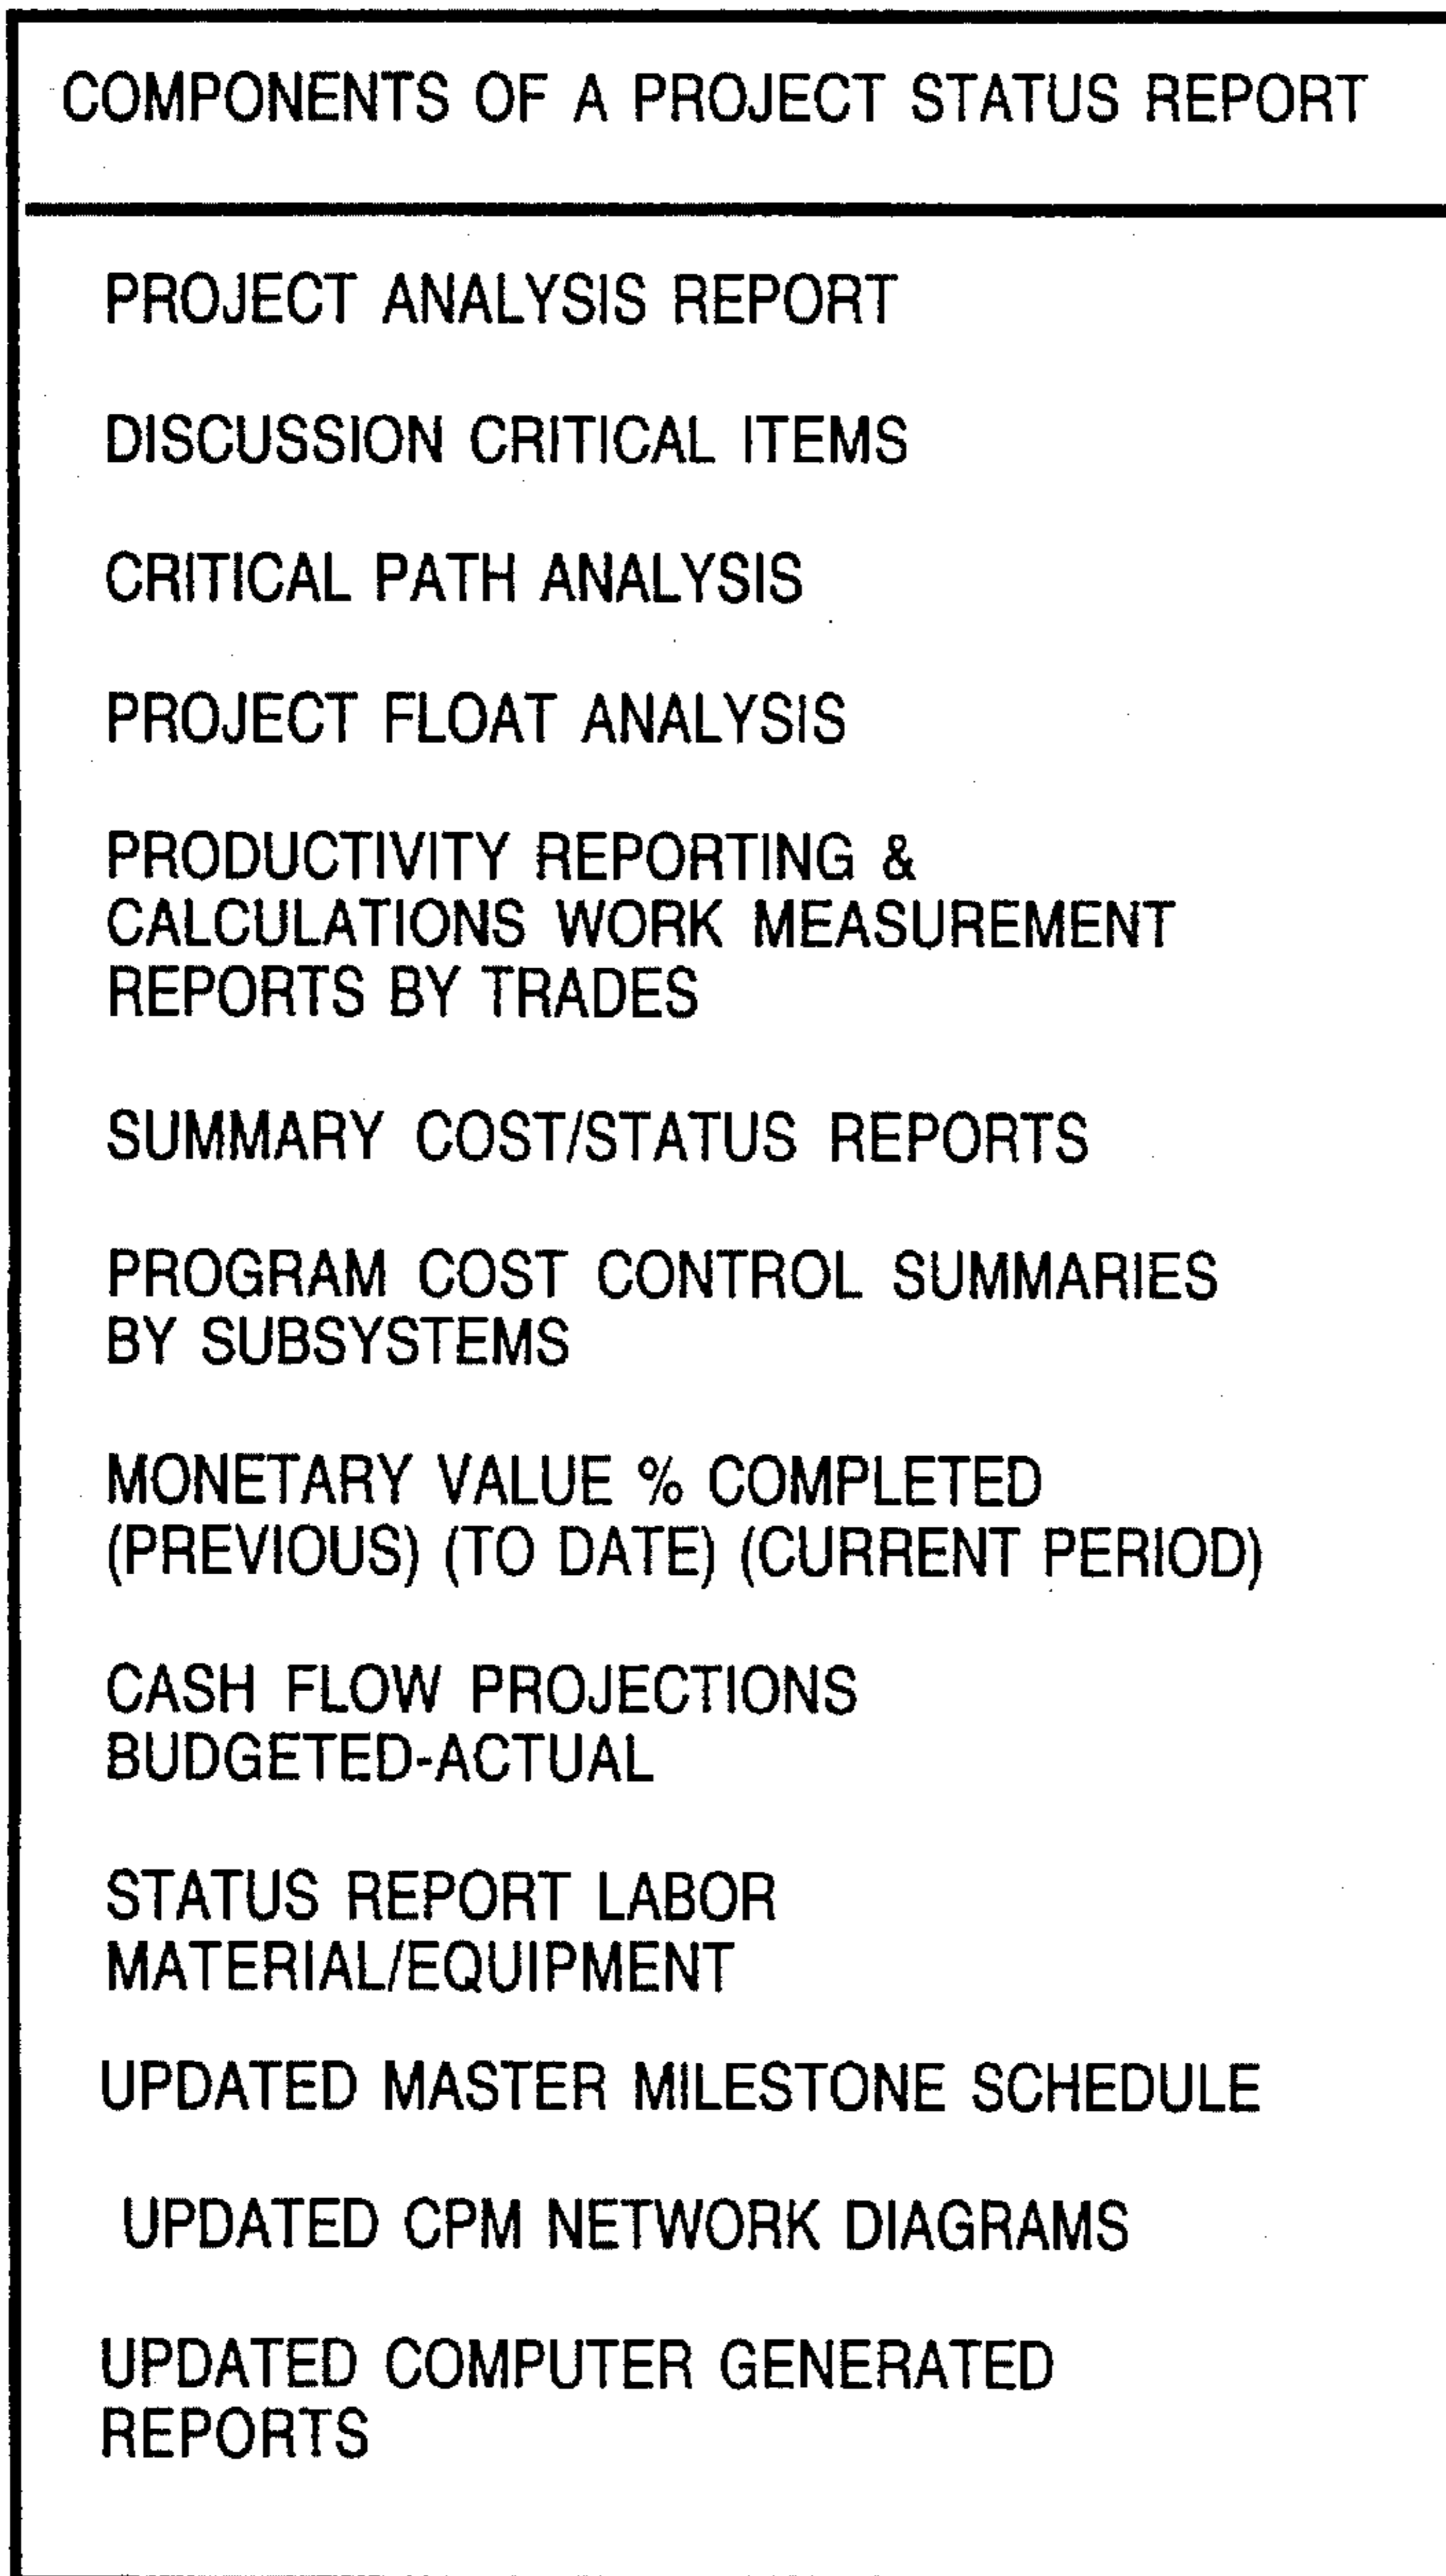 COMPONENTS OF A PROJECT STATUS REPORT
PROJECT ANALYSIS REPORT
DISCUSSION CRITICAL ITEMS
CRITICAL PATH ANALYSIS
PROJECT FLOAT ANALYSIS
PRODUCTIVITY REPORTING &
CALCULATIONS WORK MEASUREMENT
REPORTS BY TRADES
SUMMARY COST/STATUS REPORTS
PROGRAM COST CONTROL SUMMARIES
BY SUBSYSTEMS
MONETARY VALUE % COMPLETED
(PREVIOUS) (TO DATE) (CURRENT PERIOD)
CASH FLOW PROJECTIONS
BUDGETED-ACTUAL
STATUS REPORT LABOR
MATERIAL/EQUIPMENT
UPDATED MASTER MILESTONE SCHEDULE
UPDATED CPM NETWORK DIAGRAMS
UPDATED COMPUTER GENERATED
REPORTS